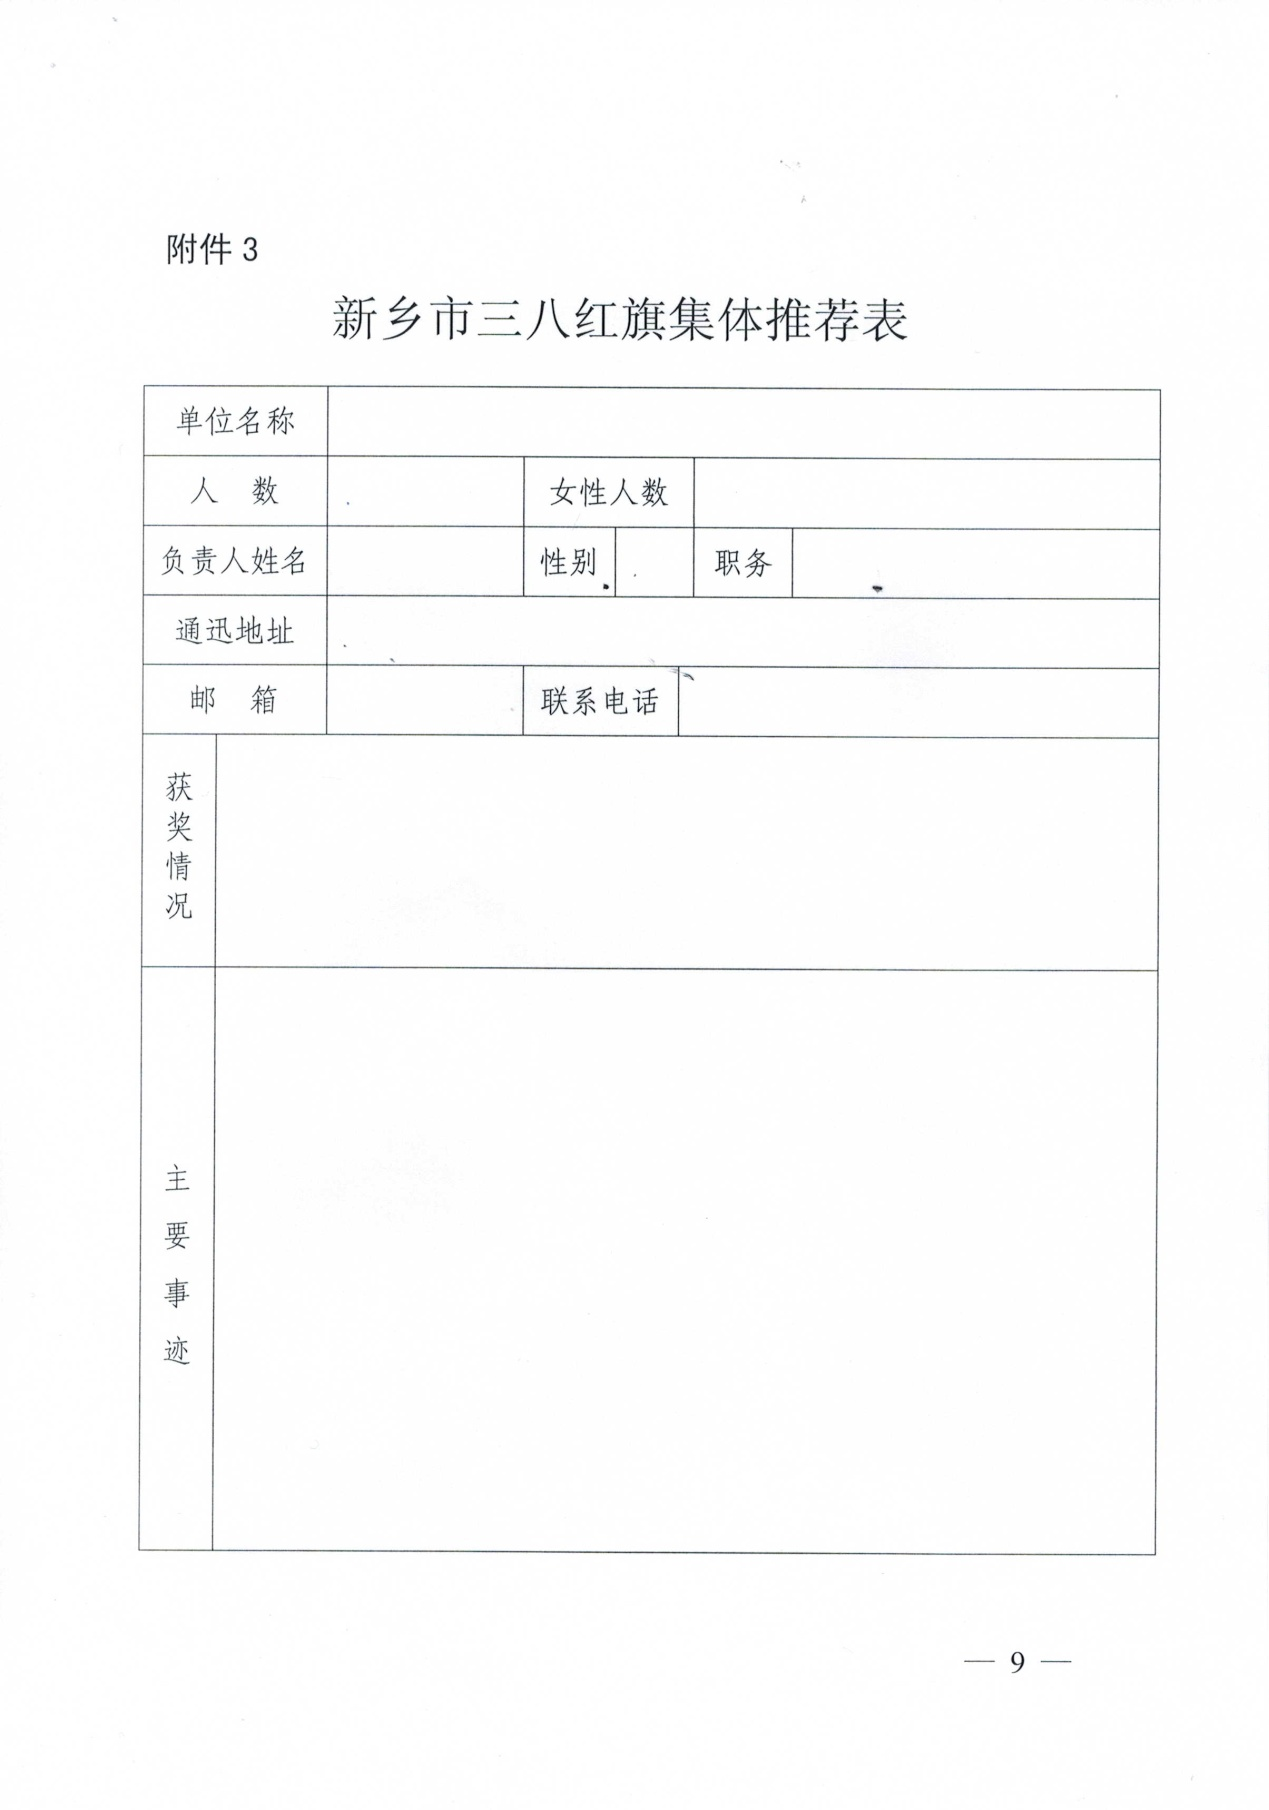 附件 3
新乡市三八红旗集体推荐表
单位名称
人 数 女性人数
负责人姓名 性别 职务
通迅地址
邮 箱 联系电话
获奖情况
主要事迹
— 9 —